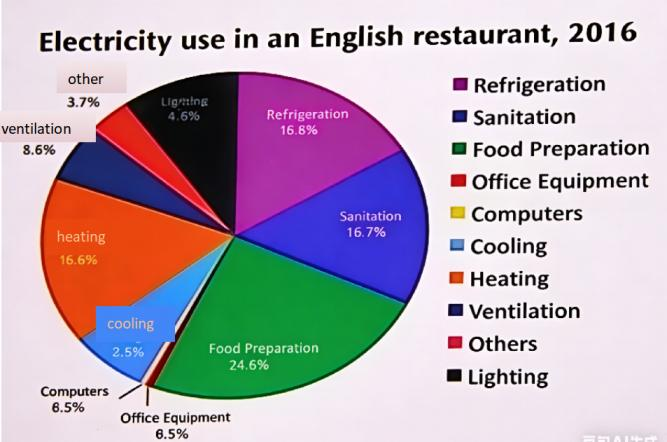 Electricity use in an English restaurant, 2016
other
3.7%
Lighting
4.6%
Refrigeration
16.8%
ventilation
8.6%
Sanitation
16.7%
heating
16.6%
cooling
2.5%
Food Preparation
24.6%
Computers
6.5%
Office Equipment
6.5%
Refrigeration
Sanitation
Food Preparation
Office Equipment
Computers
Cooling
Heating
Ventilation
Others
Lighting